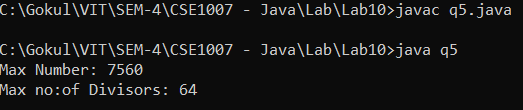 C:\Gokul\VIT\SEM-4\CSE1007 - Java\Lab\Lab10>javac q5.java
C:\Gokul\VIT\SEM-4\CSE1007 - Java\Lab\Lab10>java q5
Max Number: 7560
Max no:of Divisors: 64